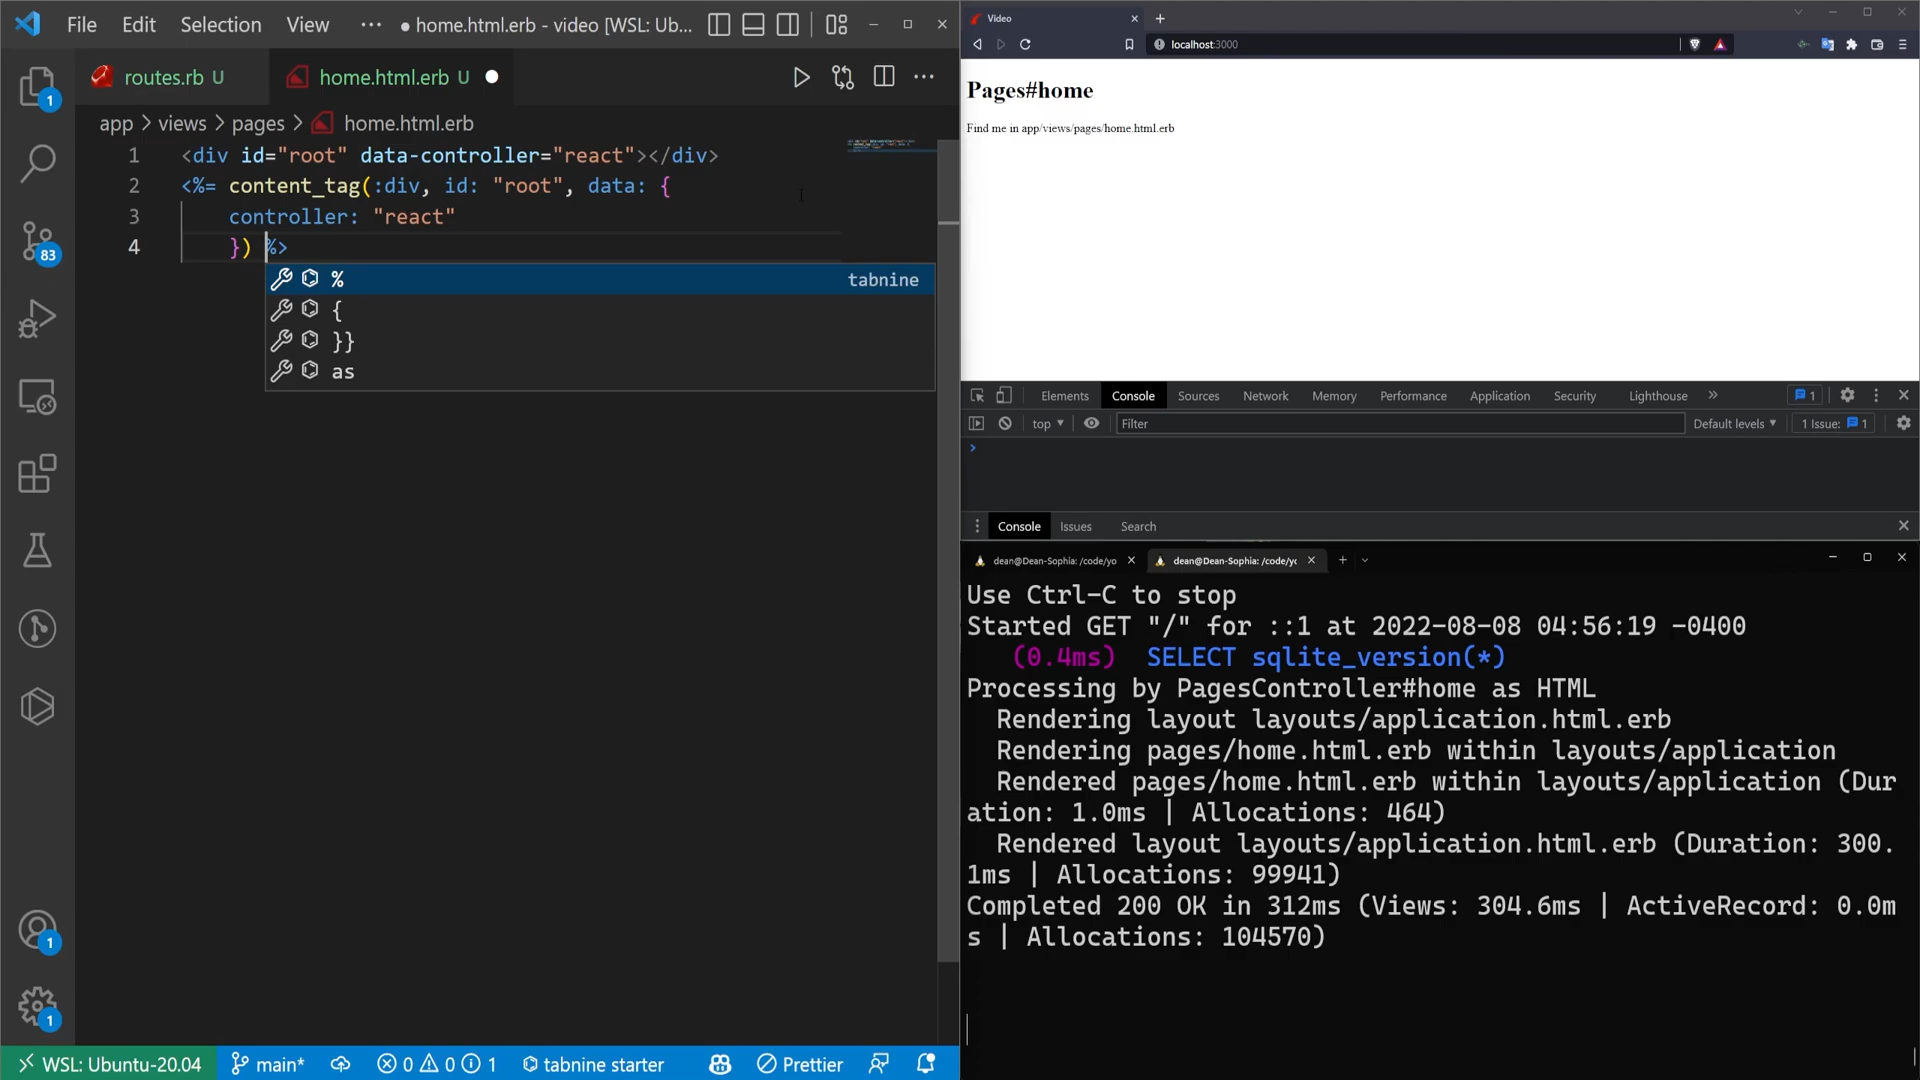 File Edit Selection View ··· ● home.html.erb - video [WSL: Ub...
routes.rb U home.html.erb U
app > views > pages > home.html.erb
1 <div id="root" data-controller="react"></div>
2 <%= content_tag(:div, id: "root", data: {
3 controller: "react"
4 }) %>
% tabnine
{
}}
as
1
83
1
1
WSL: Ubuntu-20.04 main* 0 0 1 tabnine starter Prettier
Video
localhost:3000
Pages#home
Find me in app/views/pages/home.html.erb
Elements Console Sources Network Memory Performance Application Security Lighthouse » 1
top Filter Default levels 1 Issue: 1
>
Console Issues Search
dean@Dean-Sophia: /code/yo dean@Dean-Sophia: /code/yo
Use Ctrl-C to stop
Started GET "/" for ::1 at 2022-08-08 04:56:19 -0400
(0.4ms) SELECT sqlite_version(*)
Processing by PagesController#home as HTML
Rendering layout layouts/application.html.erb
Rendering pages/home.html.erb within layouts/application
Rendered pages/home.html.erb within layouts/application (Dur
ation: 1.0ms | Allocations: 464)
Rendered layout layouts/application.html.erb (Duration: 300.
1ms | Allocations: 99941)
Completed 200 OK in 312ms (Views: 304.6ms | ActiveRecord: 0.0m
s | Allocations: 104570)